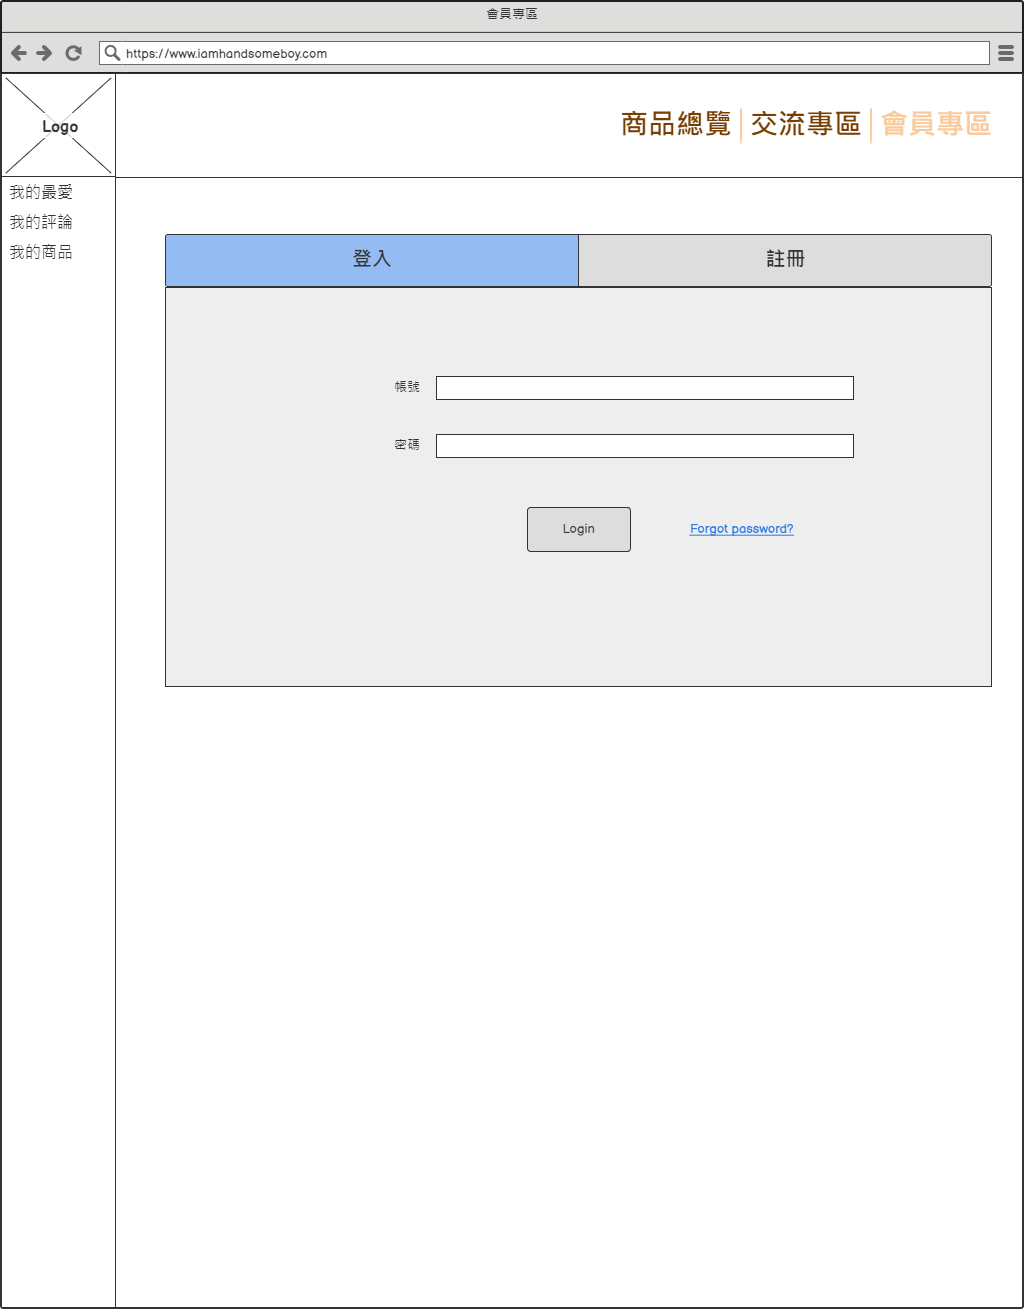 會員專區
https://www.iamhandsomeboy.com
Logo
商品總覽 交流專區 會員專區
我的最愛
我的評論
我的商品
登入 註冊
帳號
密碼
Login Forgot password?